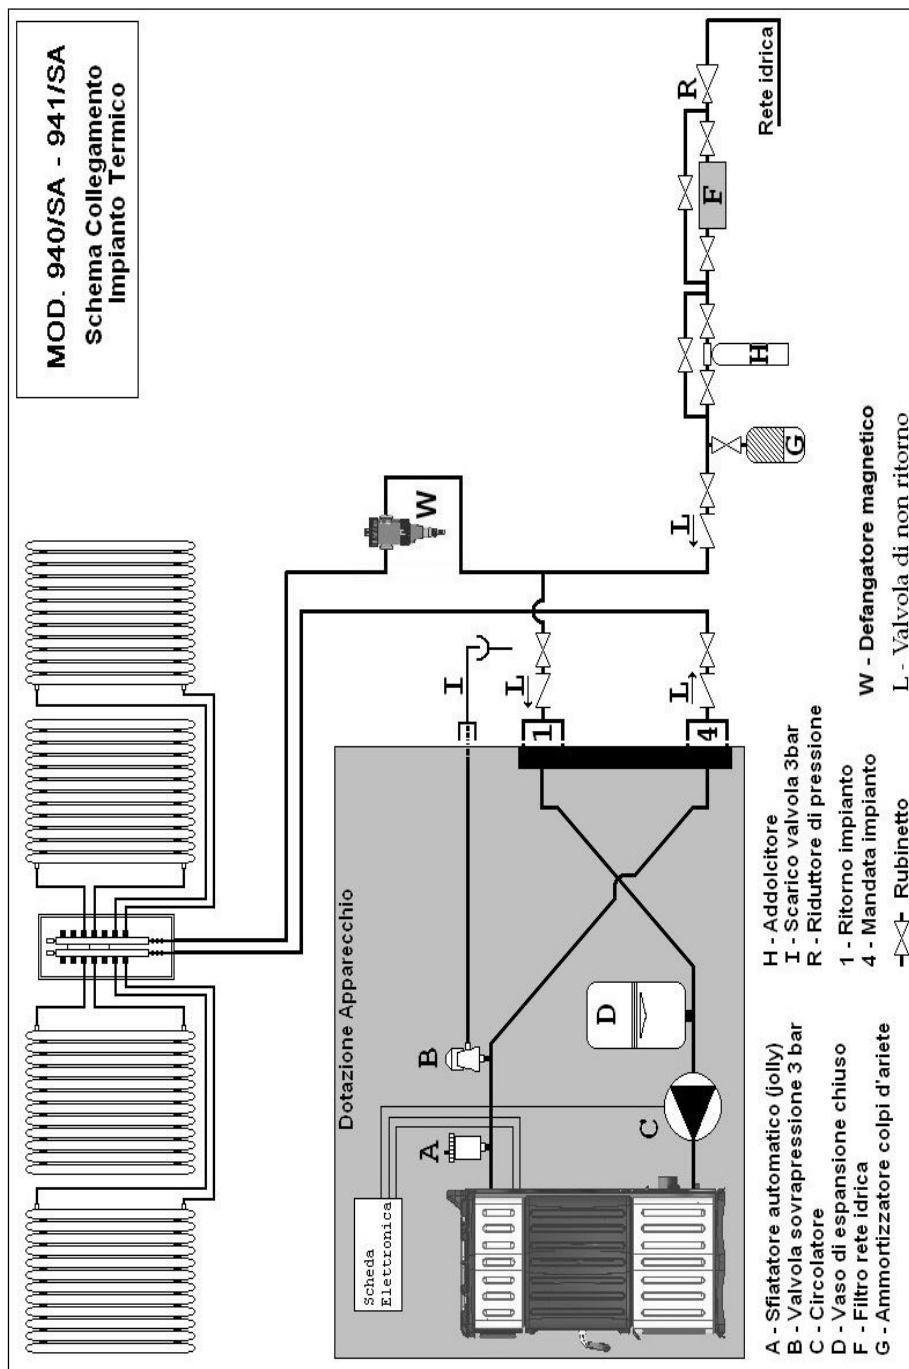 MOD. 940/SA - 941/SA
Schema Collegamento
Impianto Termico
Rete idrica
R
F
H
G
W
L
I
L
L
1
4
Dotazione Apparecchio
D
B
A
C
Scheda
Elettronica
A - Sfiatatore automatico (jolly)
B - Valvola sovrapressione 3 bar
C - Circolatore
D - Vaso di espansione chiuso
F - Filtro rete idrica
G - Ammortizzatore colpi d'ariete
H - Addolcitore
I - Scarico valvola 3bar
R - Riduttore di pressione
1 - Ritorno impianto
4 - Mandata impianto
Rubinetto
W - Defangatore magnetico
L - Valvola di non ritorno